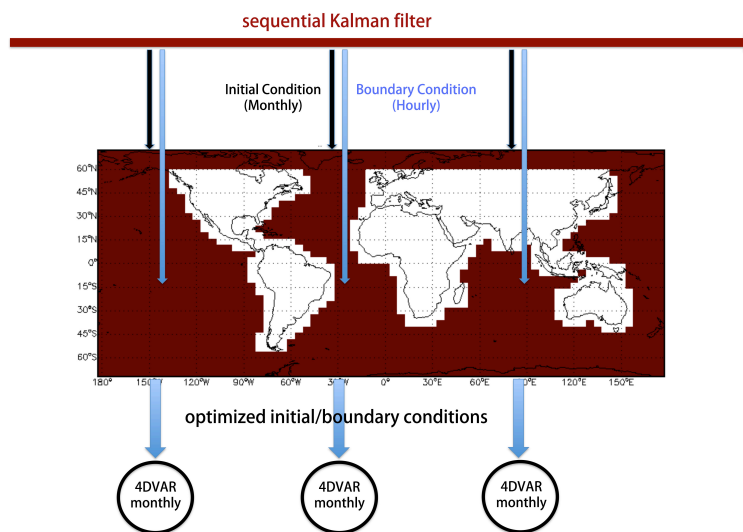 sequential Kalman filter
Initial Condition
(Monthly)
Boundary Condition
(Hourly)
60°N
45°N
30°N
15°N
0°
15°S
30°S
45°S
60°S
180° 90°W 60°W 0° 30°E 60°E 120°E 150°E
optimized initial/boundary conditions
4DVAR
monthly
4DVAR
monthly
4DVAR
monthly